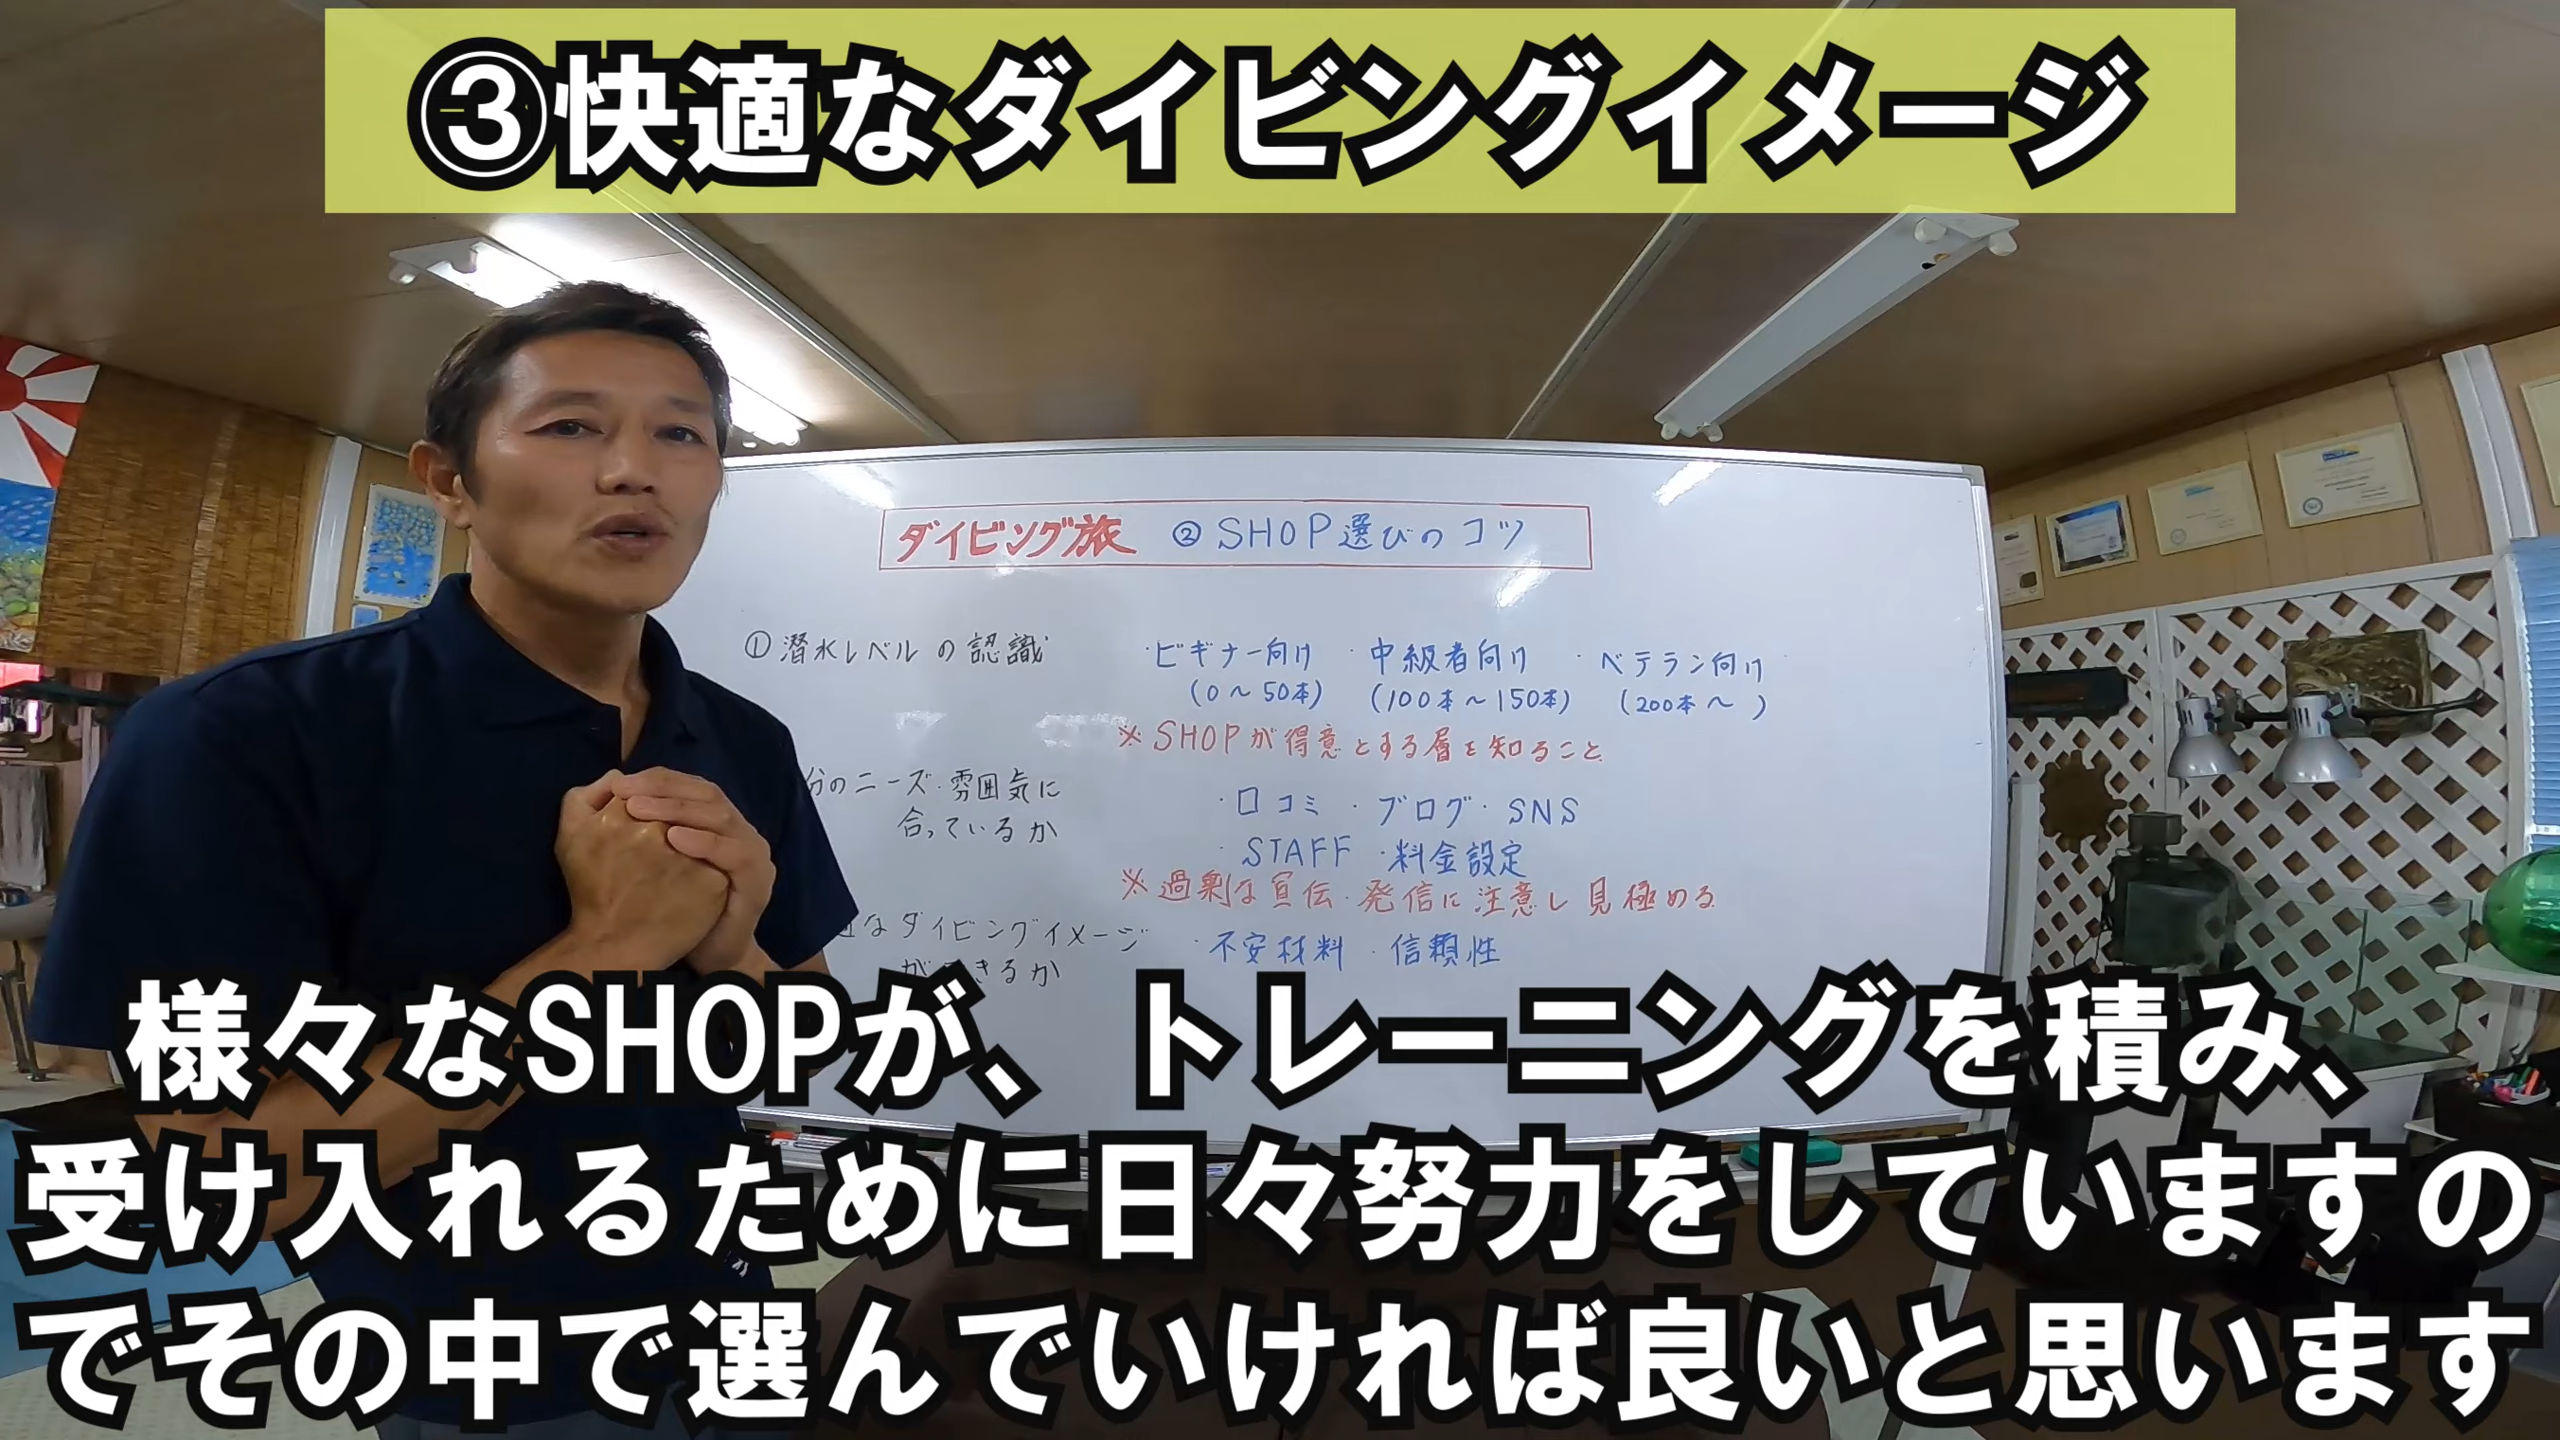 ③快適なダイビングイメージ
ダイビング旅 ②SHOP選びのコツ
①潜水レベルの認識 ・ビギナー向け ・中級者向け ・ベテラン向け
(0〜50本) (100本〜150本) (200本〜 )
※SHOPが得意とする層を知ること
分のニーズ・雰囲気に ・口コミ ・ブログ・SNS
合っているか ・STAFF ・料金設定
※過剰な宣伝・発信に注意し見極める
適なダイビングイメージ ・不安材料 ・信頼性
ができるか
様々なSHOPが、トレーニングを積み、
受け入れるために日々努力をしていますの
でその中で選んでいければ良いと思います